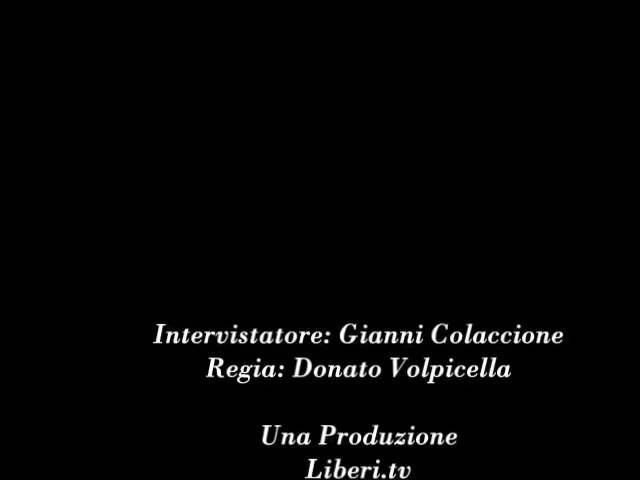 Intervistatore: Gianni Colaccione
Regia: Donato Volpicella
Una Produzione
Liberi.tv